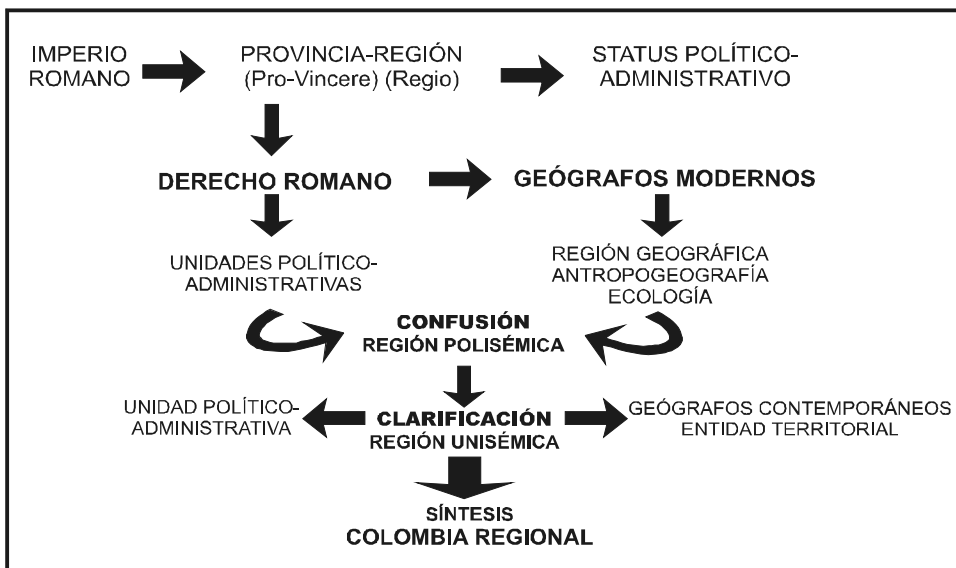 IMPERIO
ROMANO
PROVINCIA-REGIÓN
(Pro-Vincere) (Regio)
STATUS POLÍTICO-
ADMINISTRATIVO
DERECHO ROMANO
GEÓGRAFOS MODERNOS
UNIDADES POLÍTICO-
ADMINISTRATIVAS
REGIÓN GEOGRÁFICA
ANTROPOGEOGRAFÍA
ECOLOGÍA
CONFUSIÓN
REGIÓN POLISÉMICA
UNIDAD POLÍTICO-
ADMINISTRATIVA
CLARIFICACIÓN
REGIÓN UNISÉMICA
GEÓGRAFOS CONTEMPORÁNEOS
ENTIDAD TERRITORIAL
SÍNTESIS
COLOMBIA REGIONAL